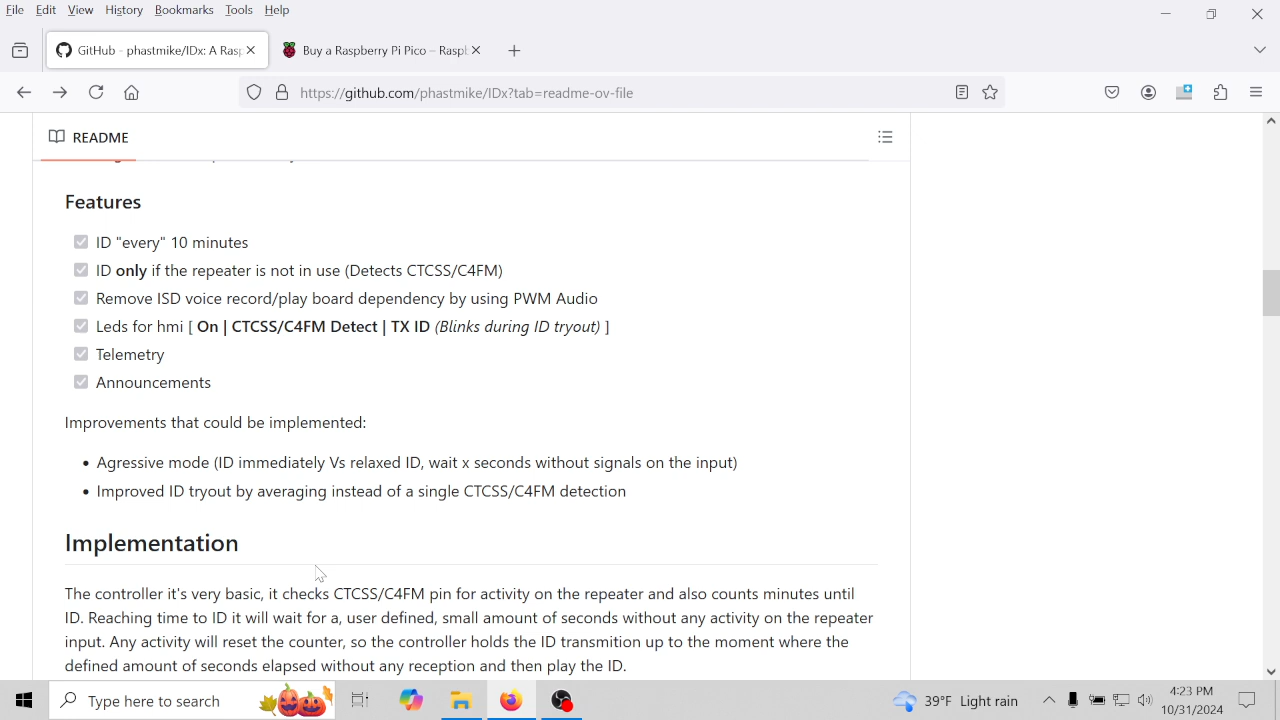 File Edit View History Bookmarks Tools Help
GitHub - phastmike/IDx: A Rasp
Buy a Raspberry Pi Pico – Raspb
https://github.com/phastmike/IDx?tab=readme-ov-file
README
Features
ID "every" 10 minutes
ID only if the repeater is not in use (Detects CTCSS/C4FM)
Remove ISD voice record/play board dependency by using PWM Audio
Leds for hmi [ On | CTCSS/C4FM Detect | TX ID (Blinks during ID tryout) ]
Telemetry
Announcements
Improvements that could be implemented:
• Agressive mode (ID immediately Vs relaxed ID, wait x seconds without signals on the input)
• Improved ID tryout by averaging instead of a single CTCSS/C4FM detection
Implementation
The controller it's very basic, it checks CTCSS/C4FM pin for activity on the repeater and also counts minutes until
ID. Reaching time to ID it will wait for a, user defined, small amount of seconds without any activity on the repeater
input. Any activity will reset the counter, so the controller holds the ID transmition up to the moment where the
defined amount of seconds elapsed without any reception and then play the ID.
Type here to search
39°F Light rain
4:23 PM
10/31/2024